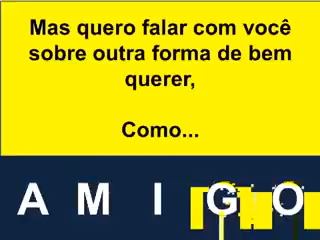 Mas quero falar com você
sobre outra forma de bem
querer,
Como...
A M I G O